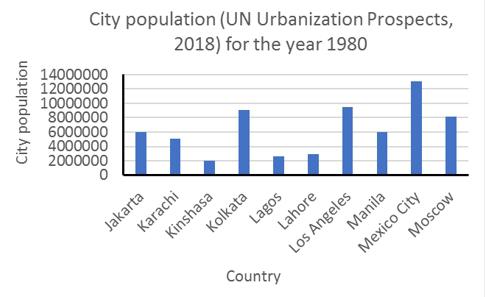 City population (UN Urbanization Prospects,
2018) for the year 1980
City population
14000000
12000000
10000000
8000000
6000000
4000000
2000000
0
Jakarta
Karachi
Kinshasa
Kolkata
Lagos
Lahore
Los Angeles
Manila
Mexico City
Moscow
Country